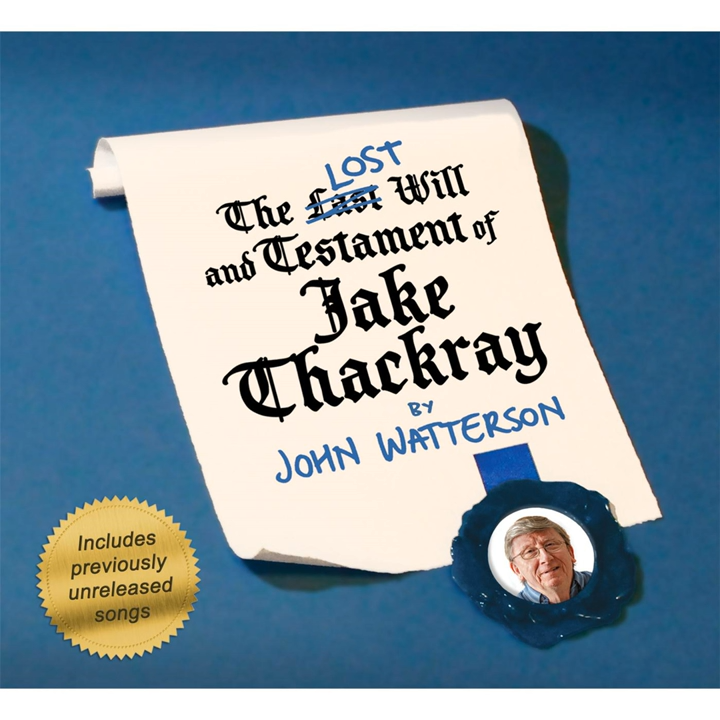 LOST
The Last Will
and Testament of
Jake
Thackray
BY
JOHN WATTERSON
Includes
previously
unreleased
songs